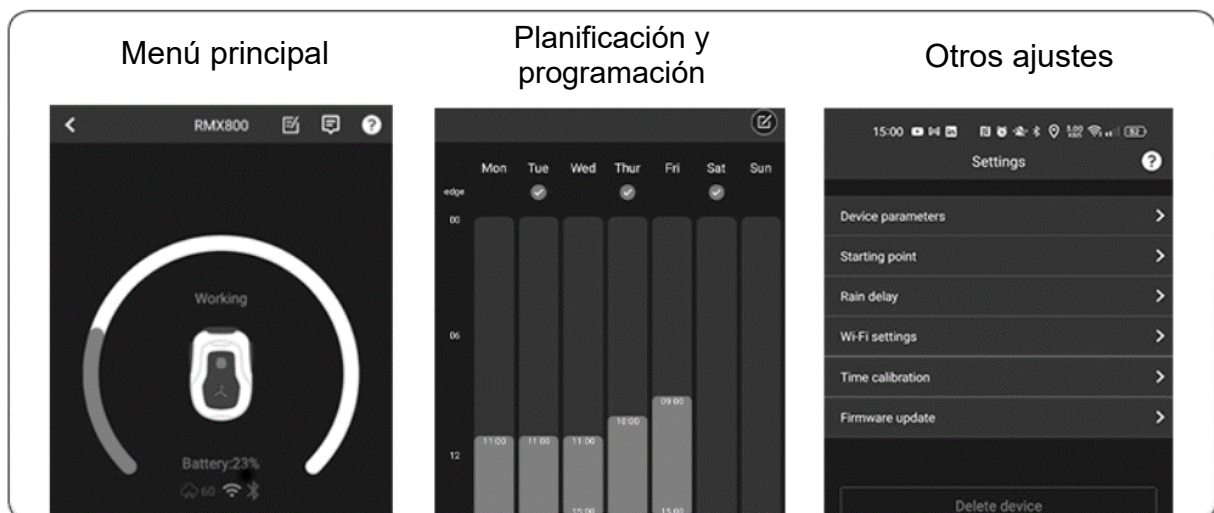 Menú principal
Planificación y
programación
Otros ajustes
RMX800
Working
Battery:23%
60
Mon Tue Wed Thur Fri Sat Sun
edge
00
06
09:00
10:00
11:00 11:00 11:00
12
15:00 15:00
15:00
Settings
Device parameters
Starting point
Rain delay
Wi-Fi settings
Time calibration
Firmware update
Delete device